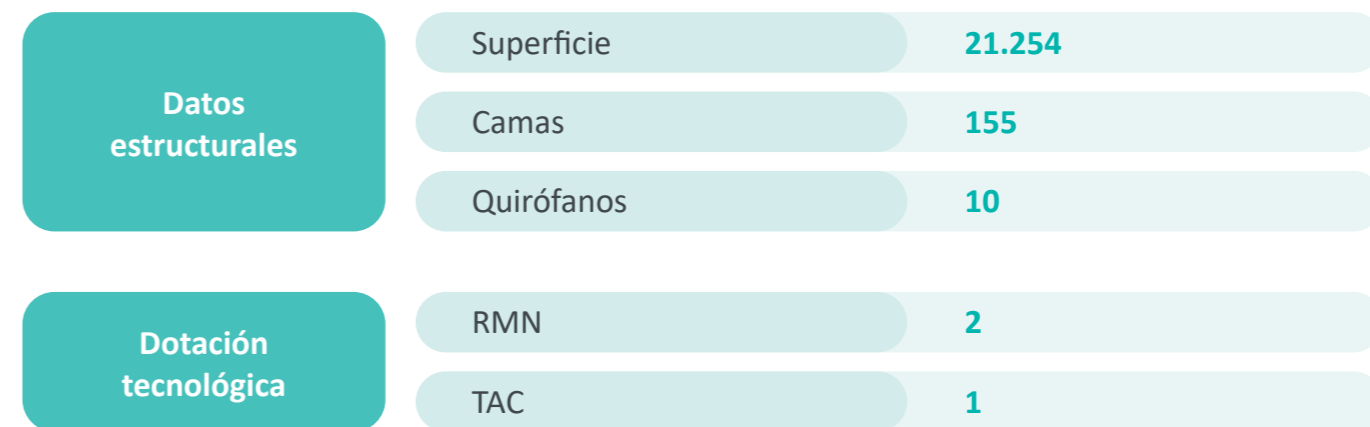 Datos
estructurales
Superficie 21.254
Camas 155
Quirófanos 10
Dotación
tecnológica
RMN 2
TAC 1